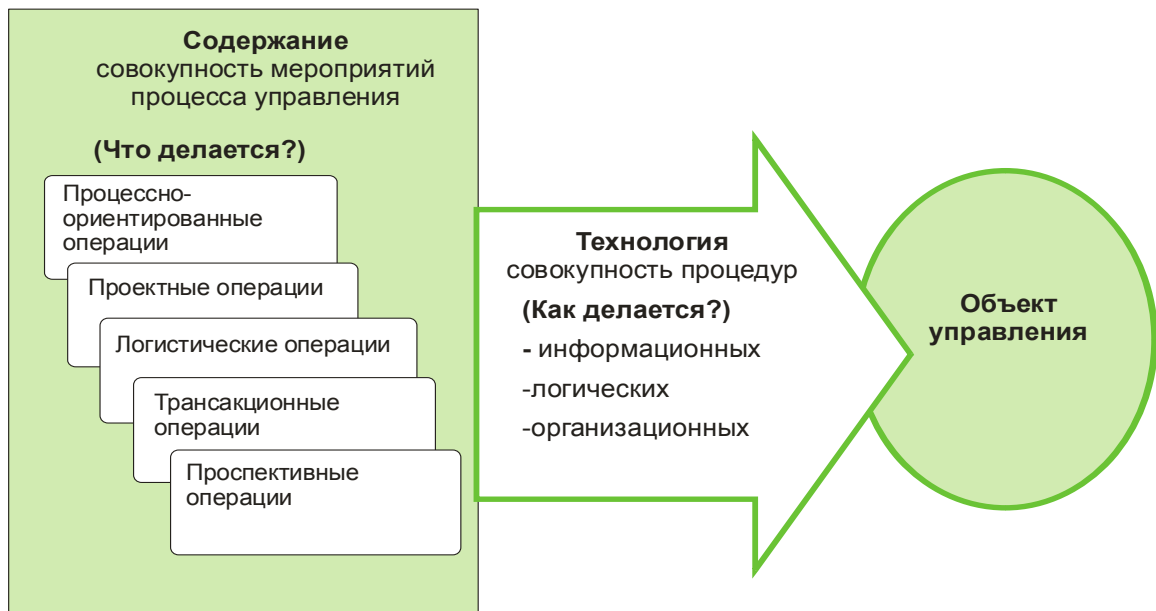 Содержание
совокупность мероприятий
процесса управления
(Что делается?)
Процессно-
ориентированные
операции
Проектные операции
Логистические операции
Трансакционные
операции
Проспективные
операции
Технология
совокупность процедур
(Как делается?)
- информационных
-логических
-организационных
Объект
управления